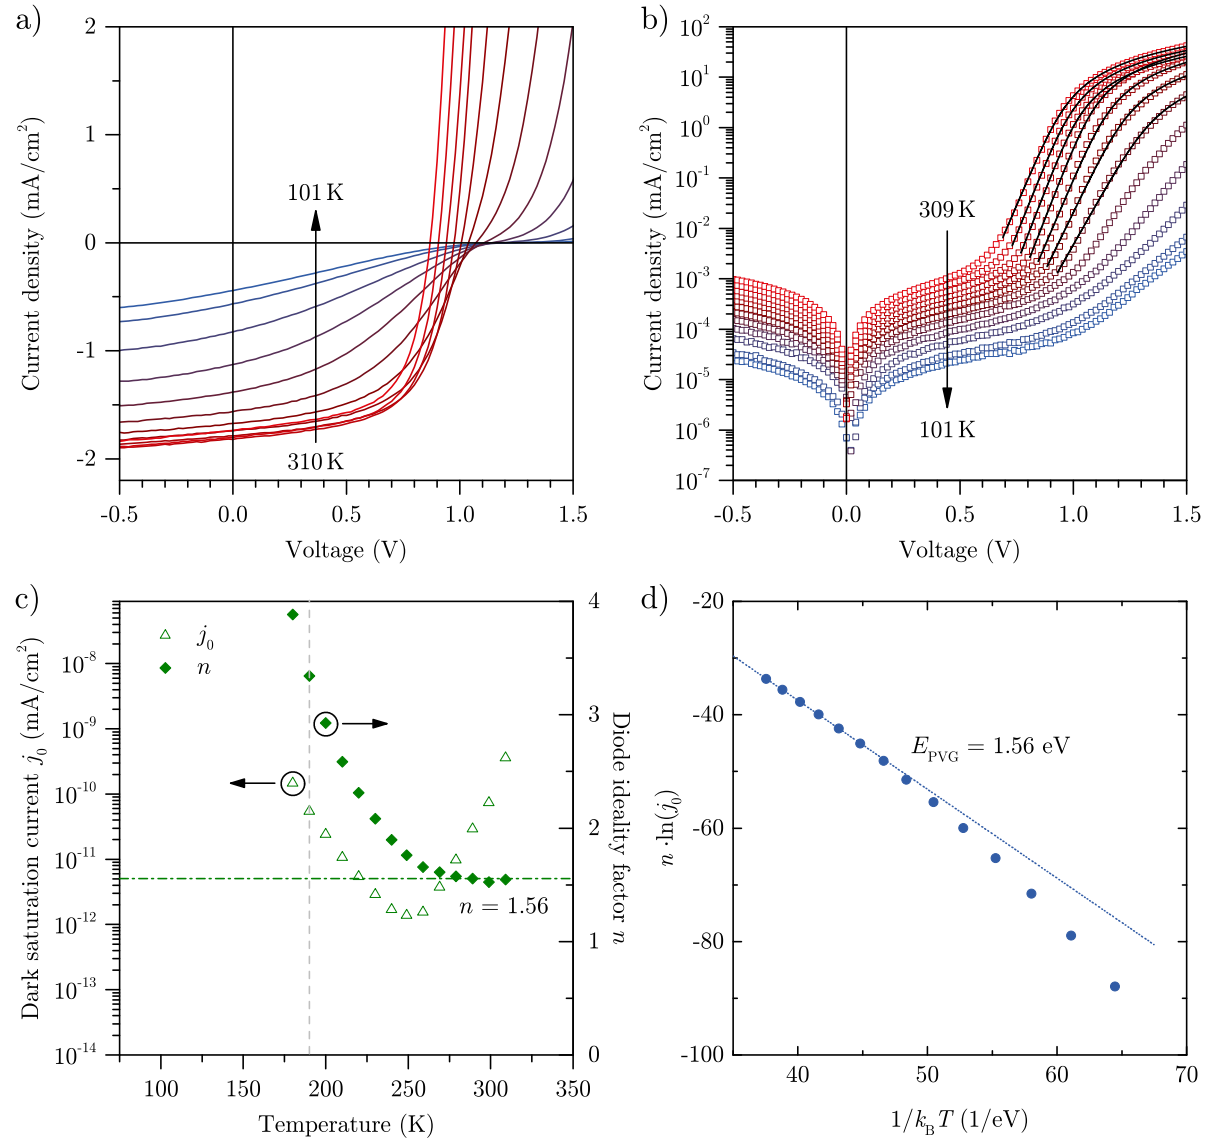 a)
2
1
0
-1
-2
101 K
310 K
-0.5 0.0 0.5 1.0 1.5
Voltage (V)
Current density (mA/cm²)
b)
10²
10¹
10⁰
10⁻¹
10⁻²
10⁻³
10⁻⁴
10⁻⁵
10⁻⁶
10⁻⁷
309 K
101 K
-0.5 0.0 0.5 1.0 1.5
Voltage (V)
Current density (mA/cm²)
c)
10⁻⁸
10⁻⁹
10⁻¹⁰
10⁻¹¹
10⁻¹²
10⁻¹³
10⁻¹⁴
j₀
n
n = 1.56
4
3
2
1
0
100 150 200 250 300 350
Temperature (K)
Dark saturation current j₀ (mA/cm²)
Diode ideality factor n
d)
-20
-40
-60
-80
-100
E_PVG = 1.56 eV
40 50 60 70
1/k_B T (1/eV)
n · ln(j₀)